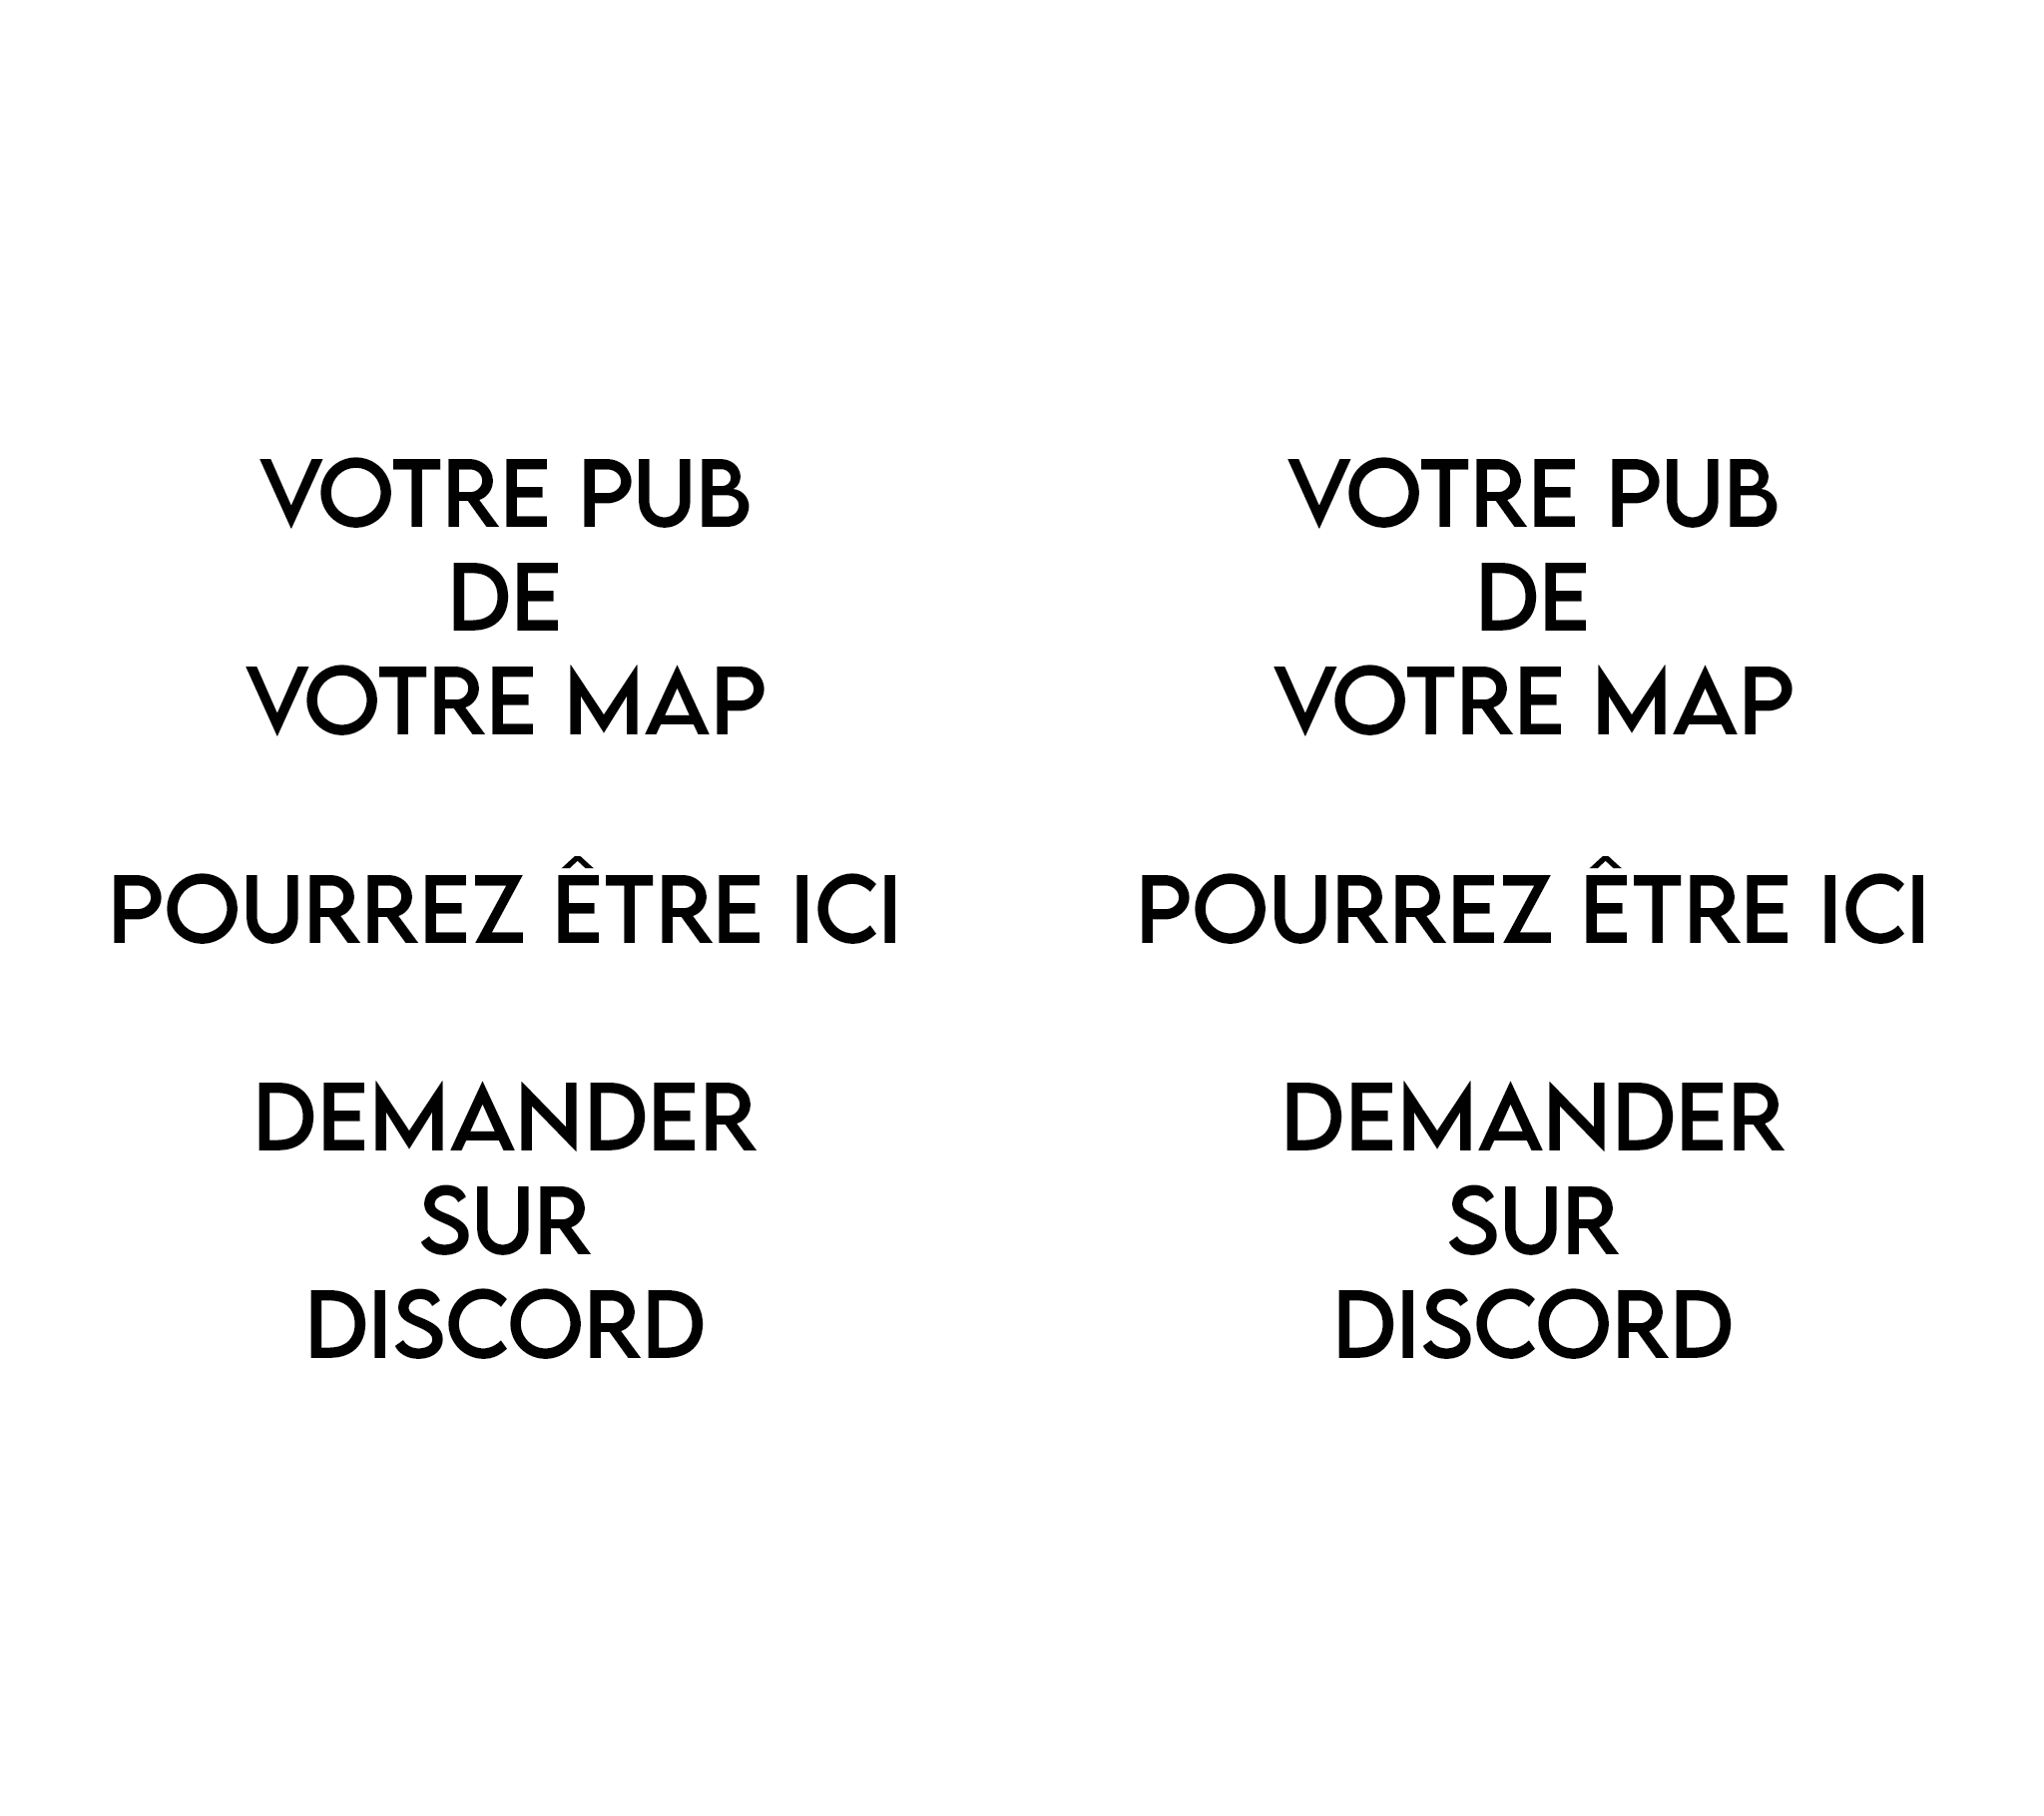 VOTRE PUB
DE
VOTRE MAP
POURREZ ÊTRE ICI
DEMANDER
SUR
DISCORD
VOTRE PUB
DE
VOTRE MAP
POURREZ ÊTRE ICI
DEMANDER
SUR
DISCORD